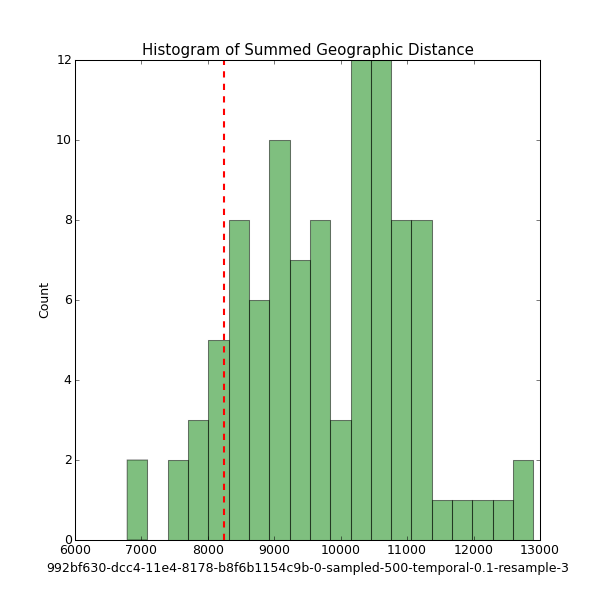 Histogram of Summed Geographic Distance
12
10
8
6
4
2
0
Count
6000 7000 8000 9000 10000 11000 12000 13000
992bf630-dcc4-11e4-8178-b8f6b1154c9b-0-sampled-500-temporal-0.1-resample-3